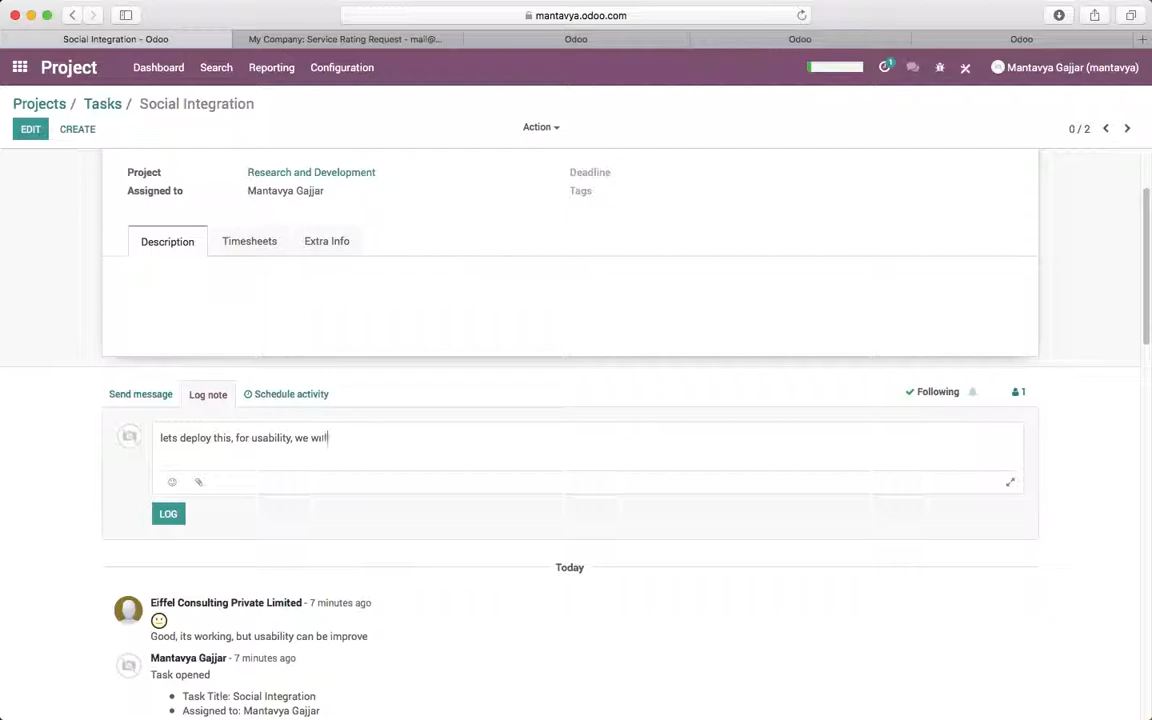 mantavya.odoo.com
Social Integration - Odoo
My Company: Service Rating Request - mail@...
Odoo
Odoo
Odoo
Project
Dashboard
Search
Reporting
Configuration
1
Mantavya Gajjar (mantavya)
Projects / Tasks / Social Integration
EDIT
CREATE
Action
0 / 2
Project
Research and Development
Deadline
Assigned to
Mantavya Gajjar
Tags
Description
Timesheets
Extra Info
Send message
Log note
Schedule activity
Following
1
lets deploy this, for usability, we will
LOG
Today
Eiffel Consulting Private Limited - 7 minutes ago
Good, its working, but usability can be improve
Mantavya Gajjar - 7 minutes ago
Task opened
Task Title: Social Integration
Assigned to: Mantavya Gajjar